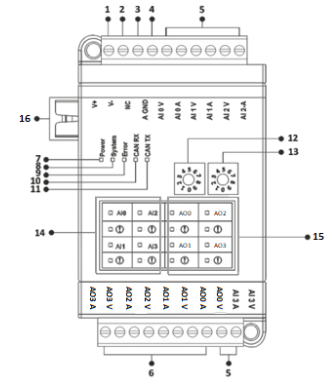 1 2 3 4 5
V+ V- NC A GND AI 0 V AI 0 A AI 1 V AI 1 A AI 2 V AI 2-A
16
7 Power
8 System
9 Error
10 CAN RX
11 CAN TX
12
13
14
AI0 AI2 AO0 AO2
AI1 AI3 AO1 AO3
15
AO3 A AO3 V AO2 A AO2 V AO1 A AO1 V AO0 A AO0 V AI 3 A AI 3 V
6 5